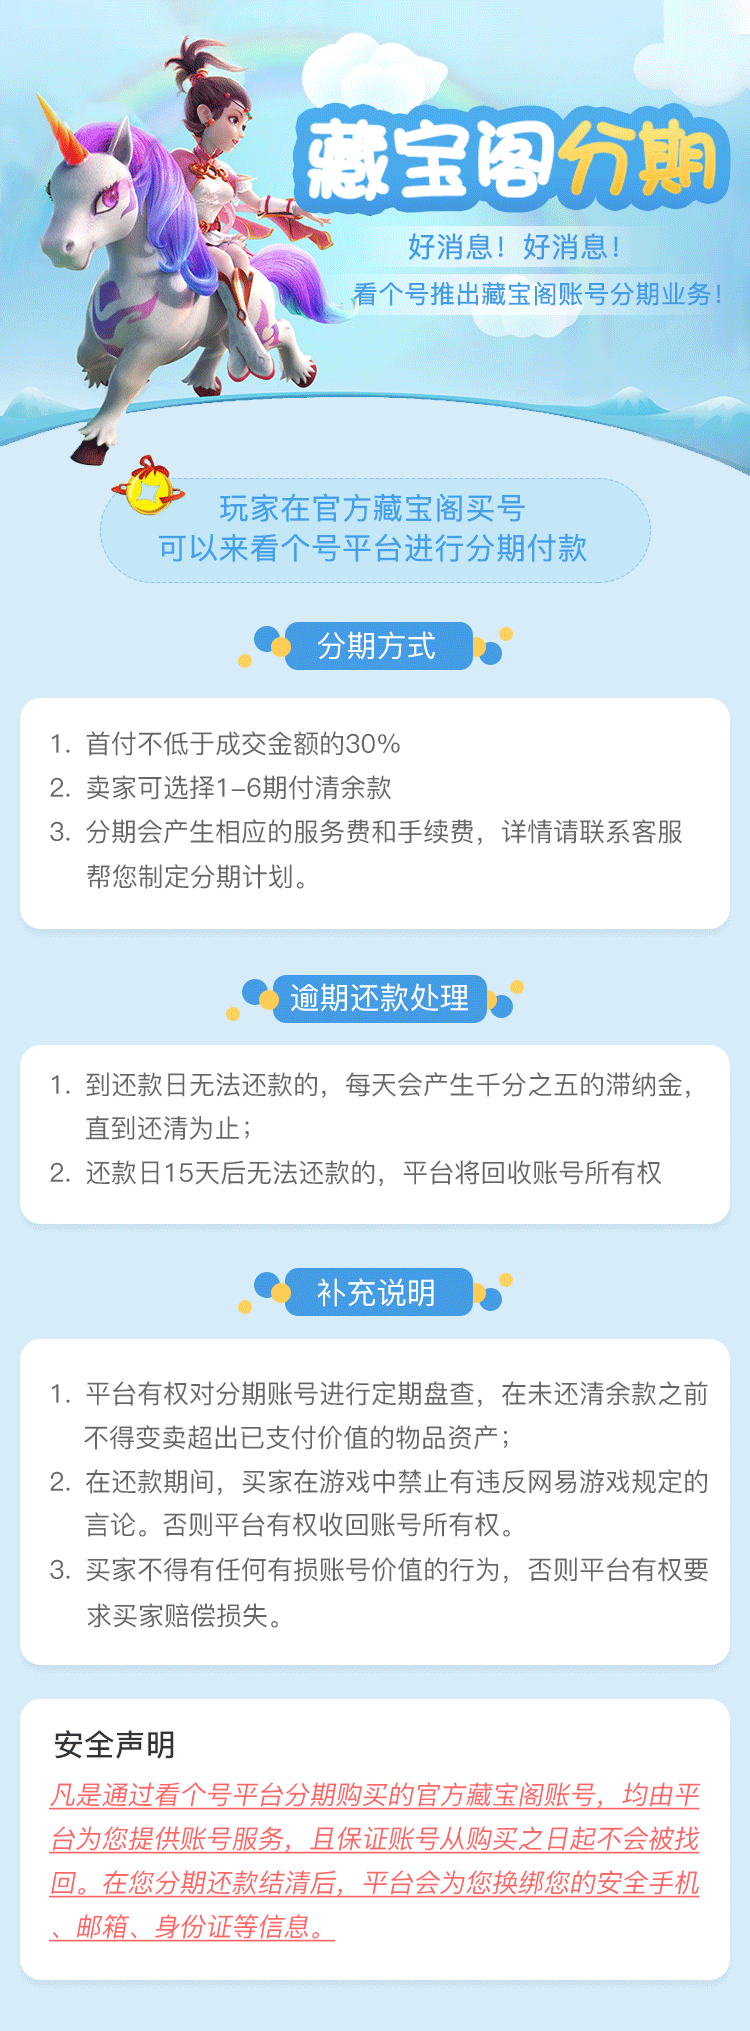 藏宝阁分期
好消息！好消息！
看个号推出藏宝阁账号分期业务！
玩家在官方藏宝阁买号
可以来看个号平台进行分期付款
分期方式
1. 首付不低于成交金额的30%
2. 卖家可选择1-6期付清余款
3. 分期会产生相应的服务费和手续费，详情请联系客服
帮您制定分期计划。
逾期还款处理
1. 到还款日无法还款的，每天会产生千分之五的滞纳金，
直到还清为止；
2. 还款日15天后无法还款的，平台将回收账号所有权
补充说明
1. 平台有权对分期账号进行定期盘查，在未还清余款之前
不得变卖超出已支付价值的物品资产；
2. 在还款期间，买家在游戏中禁止有违反网易游戏规定的
言论。否则平台有权收回账号所有权。
3. 买家不得有任何有损账号价值的行为，否则平台有权要
求买家赔偿损失。
安全声明
凡是通过看个号平台分期购买的官方藏宝阁账号，均由平
台为您提供账号服务，且保证账号从购买之日起不会被找
回。在您分期还款结清后，平台会为您换绑您的安全手机
、邮箱、身份证等信息。